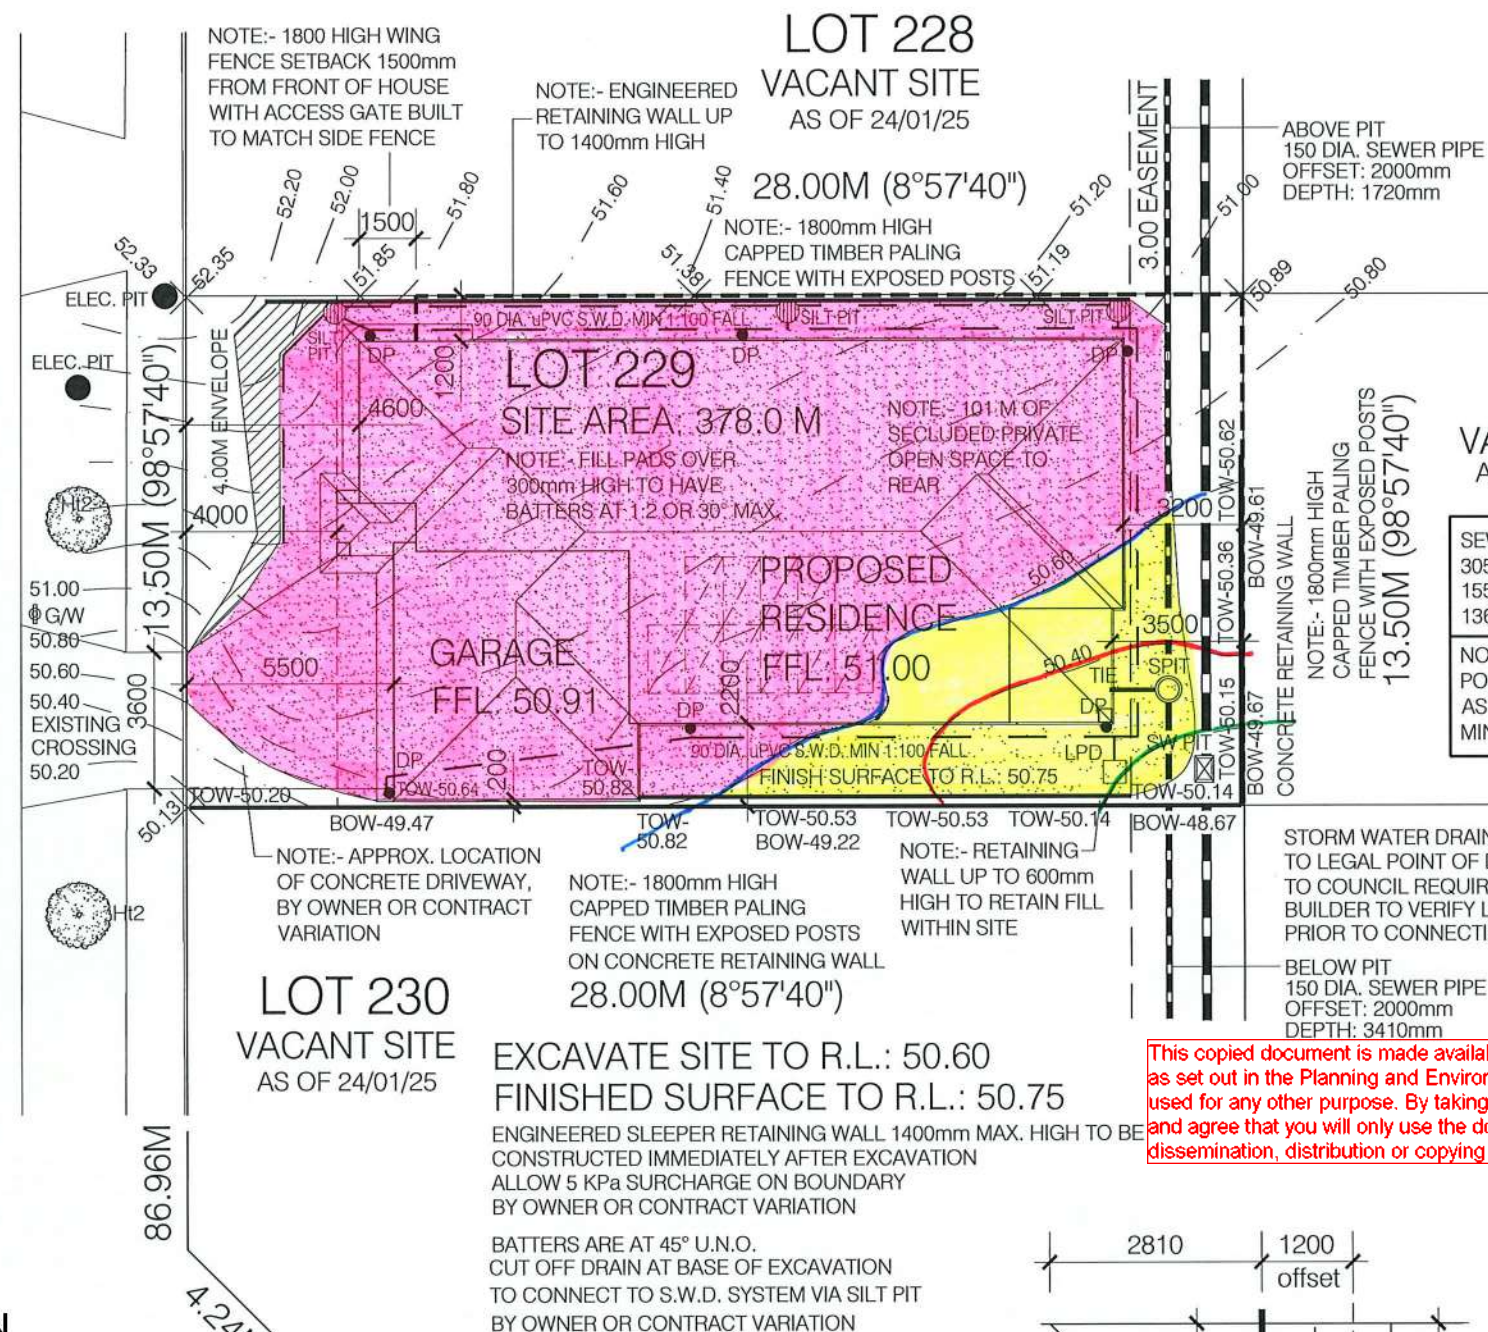 NOTE:- 1800 HIGH WING
FENCE SETBACK 1500mm
FROM FRONT OF HOUSE
WITH ACCESS GATE BUILT
TO MATCH SIDE FENCE
NOTE:- ENGINEERED
RETAINING WALL UP
TO 1400mm HIGH
LOT 228
VACANT SITE
AS OF 24/01/25
28.00M (8°57'40")
NOTE:- 1800mm HIGH
CAPPED TIMBER PALING
FENCE WITH EXPOSED POSTS
3.00 EASEMENT
ABOVE PIT
150 DIA. SEWER PIPE
OFFSET: 2000mm
DEPTH: 1720mm
52.20
52.00
51.80
51.60
51.40
51.20
51.00
50.80
1500
52.33
52.35
51.85
51.38
51.19
50.89
ELEC. PIT
ELEC. PIT
4.00M ENVELOPE
13.50M (98°57'40")
90 DIA. uPVC S.W.D. MIN 1:100 FALL
SILT PIT
SILT PIT
SILT PIT
DP
DP
DP
1200
4600
LOT 229
SITE AREA. 378.0 M
NOTE:- FILL PADS OVER
300mm HIGH TO HAVE
BATTERS AT 1:2 OR 30° MAX.
NOTE:- 101 M OF
SECLUDED PRIVATE
OPEN SPACE TO
REAR
Ht2
4000
3200
TOW-50.62
TOW-50.36
BOW-49.61
TOW-50.15
BOW-49.67
CONCRETE RETAINING WALL
NOTE:- 1800mm HIGH
CAPPED TIMBER PALING
FENCE WITH EXPOSED POSTS
13.50M (98°57'40")
VA
A
SEW
305
155
136
NO
PO
AS
MIN
51.00
G/W
50.80
50.60
50.40
EXISTING
CROSSING
50.20
3600
5500
GARAGE
FFL 50.91
PROPOSED
RESIDENCE
FFL 51.00
50.60
50.40
3500
SPIT
TIE
DP
DP
2200
SW PIT
LPD
90 DIA. uPVC S.W.D. MIN 1:100 FALL
FINISH SURFACE TO R.L.: 50.75
DP
TOW-50.64
200
TOW
50.82
TOW-50.14
TOW-50.20
50.13
BOW-49.47
TOW-
50.82
TOW-50.53
BOW-49.22
TOW-50.53
TOW-50.14
BOW-48.67
NOTE:- APPROX. LOCATION
OF CONCRETE DRIVEWAY,
BY OWNER OR CONTRACT
VARIATION
NOTE:- 1800mm HIGH
CAPPED TIMBER PALING
FENCE WITH EXPOSED POSTS
ON CONCRETE RETAINING WALL
28.00M (8°57'40")
NOTE:- RETAINING
WALL UP TO 600mm
HIGH TO RETAIN FILL
WITHIN SITE
STORM WATER DRAIN
TO LEGAL POINT OF
TO COUNCIL REQUIR
BUILDER TO VERIFY L
PRIOR TO CONNECTI
BELOW PIT
150 DIA. SEWER PIPE
OFFSET: 2000mm
DEPTH: 3410mm
Ht2
LOT 230
VACANT SITE
AS OF 24/01/25
EXCAVATE SITE TO R.L.: 50.60
FINISHED SURFACE TO R.L.: 50.75
ENGINEERED SLEEPER RETAINING WALL 1400mm MAX. HIGH TO BE
CONSTRUCTED IMMEDIATELY AFTER EXCAVATION
ALLOW 5 KPa SURCHARGE ON BOUNDARY
BY OWNER OR CONTRACT VARIATION
BATTERS ARE AT 45° U.N.O.
CUT OFF DRAIN AT BASE OF EXCAVATION
TO CONNECT TO S.W.D. SYSTEM VIA SILT PIT
BY OWNER OR CONTRACT VARIATION
This copied document is made availal
as set out in the Planning and Enviror
used for any other purpose. By taking
and agree that you will only use the d
dissemination, distribution or copying
86.96M
4.24
2810
1200
offset
N